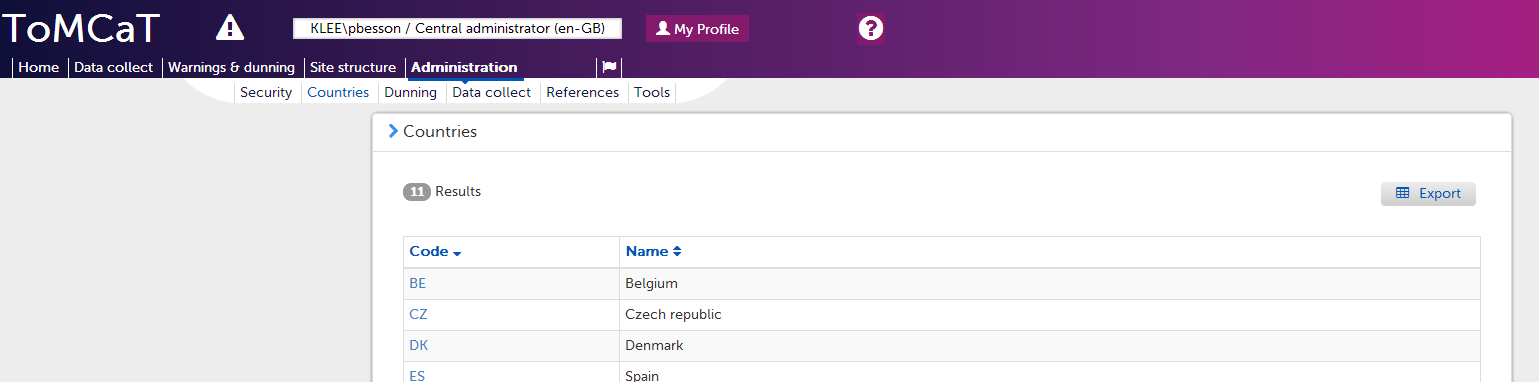 ToMCaT
KLEE\pbesson / Central administrator (en-GB)
My Profile
?
Home Data collect Warnings & dunning Site structure Administration
Security Countries Dunning Data collect References Tools
Countries
11 Results
Export
Code Name
BE Belgium
CZ Czech republic
DK Denmark
ES Spain